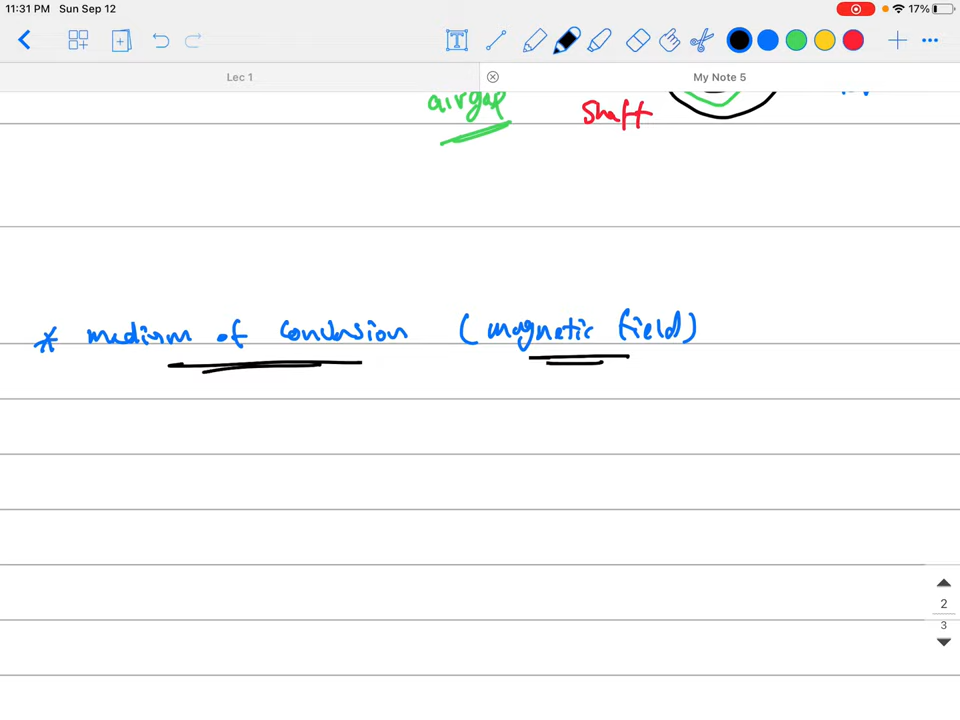 11:31 PM Sun Sep 12
17%
T
Lec 1
My Note 5
airgap
Shaft
* medium of conversion (magnetic field)
2
3